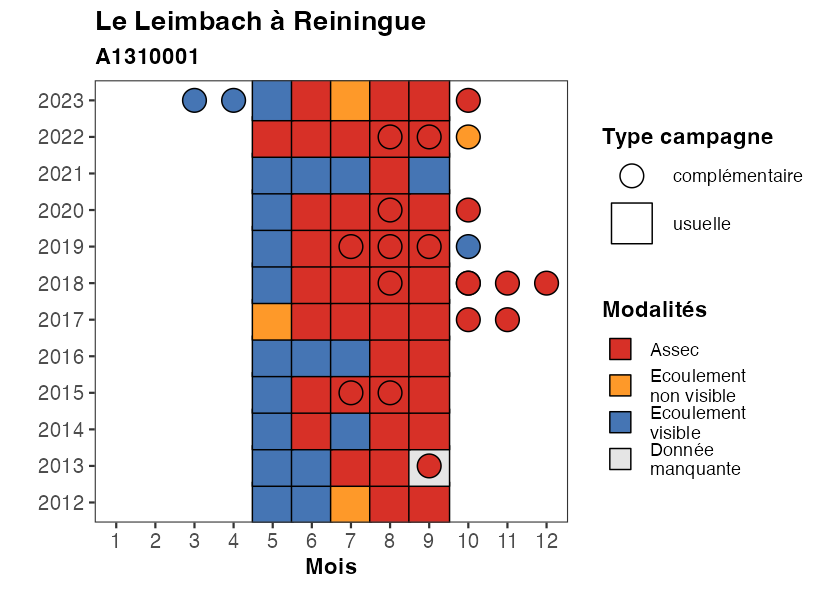 Le Leimbach à Reiningue
A1310001
2023
2022
2021
2020
2019
2018
2017
2016
2015
2014
2013
2012
1 2 3 4 5 6 7 8 9 10 11 12
Mois
Type campagne
complémentaire
usuelle
Modalités
Assec
Ecoulement
non visible
Ecoulement
visible
Donnée
manquante